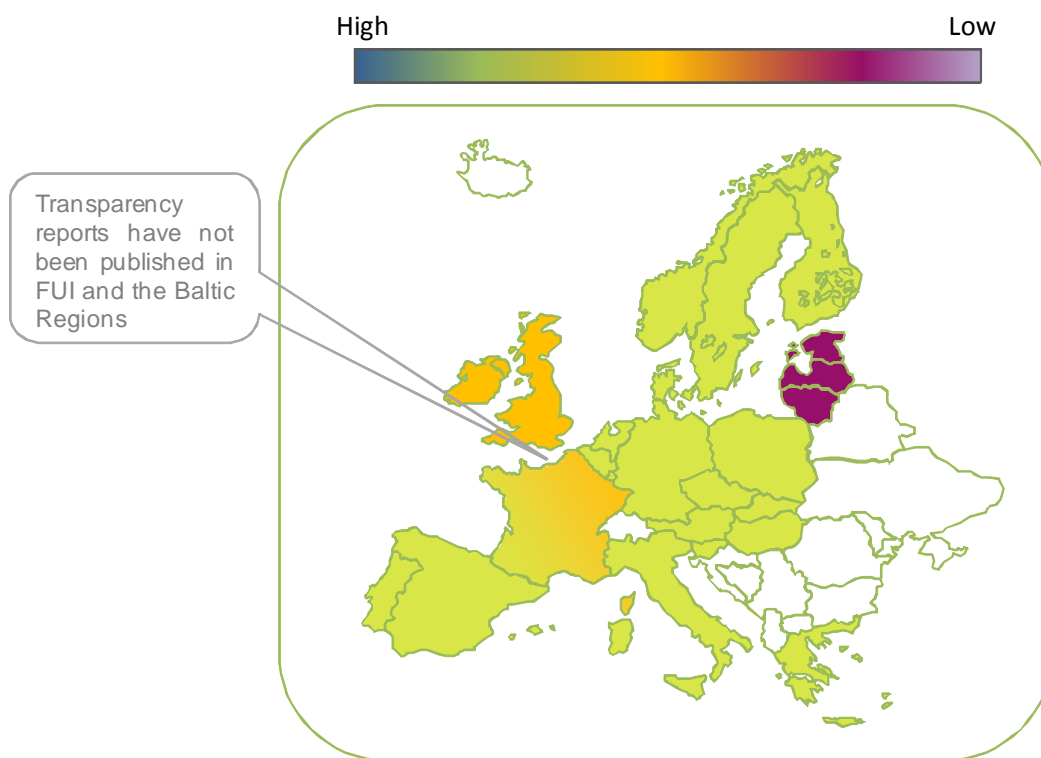 High Low
Transparency
reports have not
been published in
FUI and the Baltic
Regions